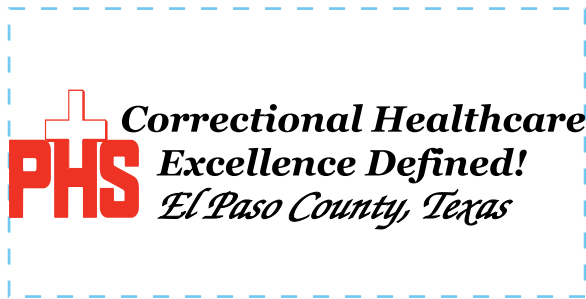 PHS
Correctional Healthcare
Excellence Defined!
El Paso County, Texas